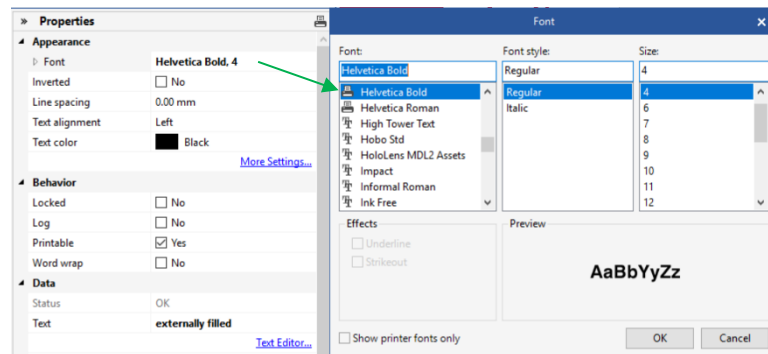 Properties
Appearance
Font Helvetica Bold, 4
Inverted No
Line spacing 0.00 mm
Text alignment Left
Text color Black
More Settings...
Behavior
Locked No
Log No
Printable Yes
Word wrap No
Data
Status OK
Text externally filled
Text Editor...
Font
Font: Font style: Size:
Helvetica Bold Regular 4
Helvetica Bold Regular 4
Helvetica Roman Italic 6
High Tower Text 7
Hobo Std 8
HoloLens MDL2 Assets 9
Impact 10
Informal Roman 11
Ink Free 12
Effects Preview
Underline
Strikeout
AaBbYyZz
Show printer fonts only OK Cancel